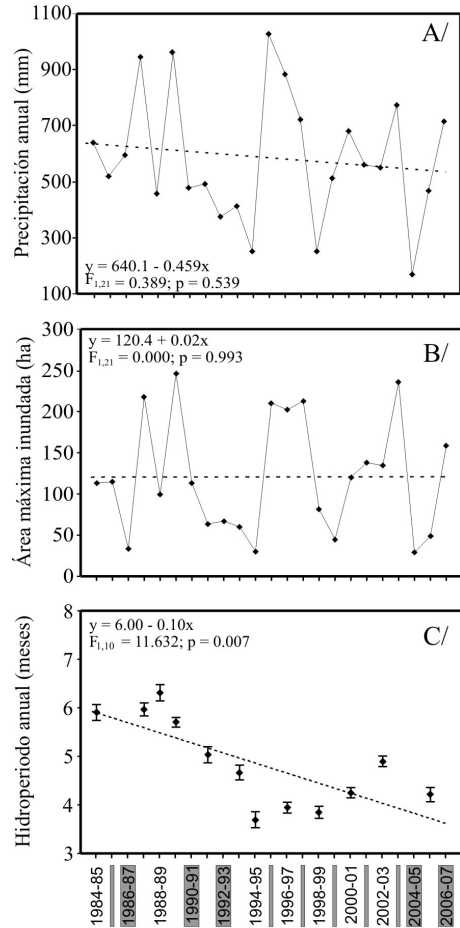 A/
Precipitación anual (mm)
1100
900
700
500
300
100
y = 640.1 - 0.459x
F1,21 = 0.389; p = 0.539
B/
Área máxima inundada (ha)
300
250
200
150
100
50
0
y = 120.4 + 0.02x
F1,21 = 0.000; p = 0.993
C/
Hidroperiodo anual (meses)
8
7
6
5
4
3
y = 6.00 - 0.10x
F1,10 = 11.632; p = 0.007
1984-85
1986-87
1988-89
1990-91
1992-93
1994-95
1996-97
1998-99
2000-01
2002-03
2004-05
2006-07